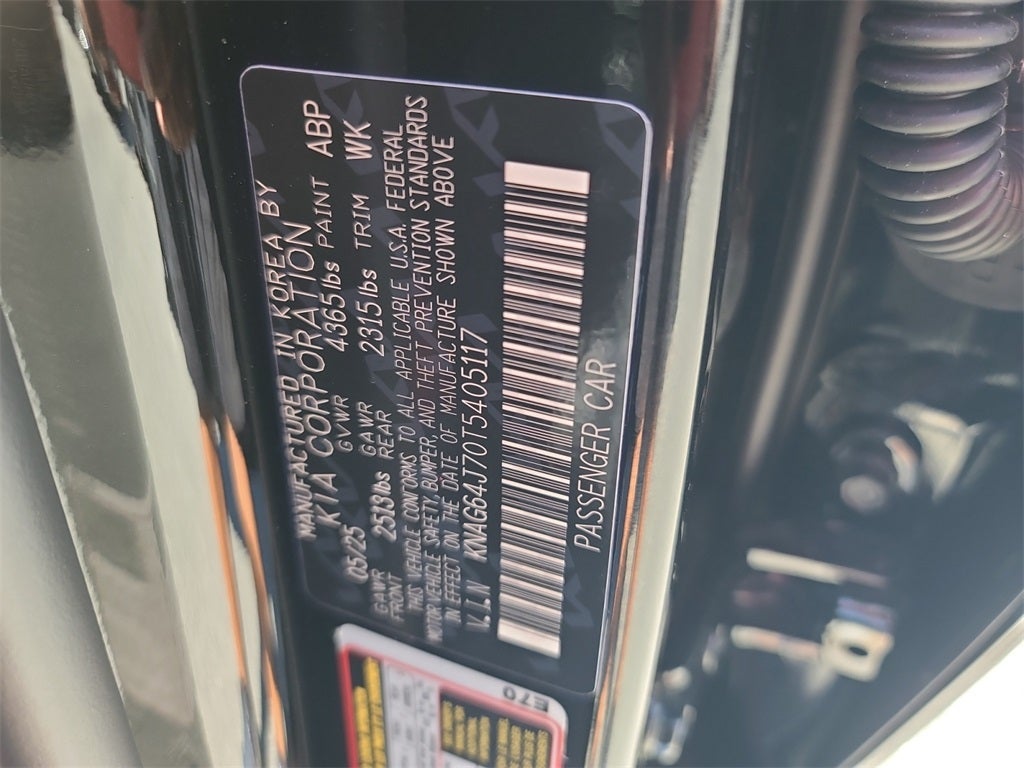 MANUFACTURED IN KOREA BY
KIA CORPORATION
05/25 GVWR 4365lbs PAINT ABP
GAWR FRONT 2513lbs GAWR REAR 2315lbs TRIM WK
THIS VEHICLE CONFORMS TO ALL APPLICABLE U.S.A. FEDERAL
MOTOR VEHICLE SAFETY BUMPER, AND THEFT PREVENTION STANDARDS
IN EFFECT ON THE DATE OF MANUFACTURE SHOWN ABOVE
V.I.N KNAG64J70T5405117
PASSENGER CAR
E70